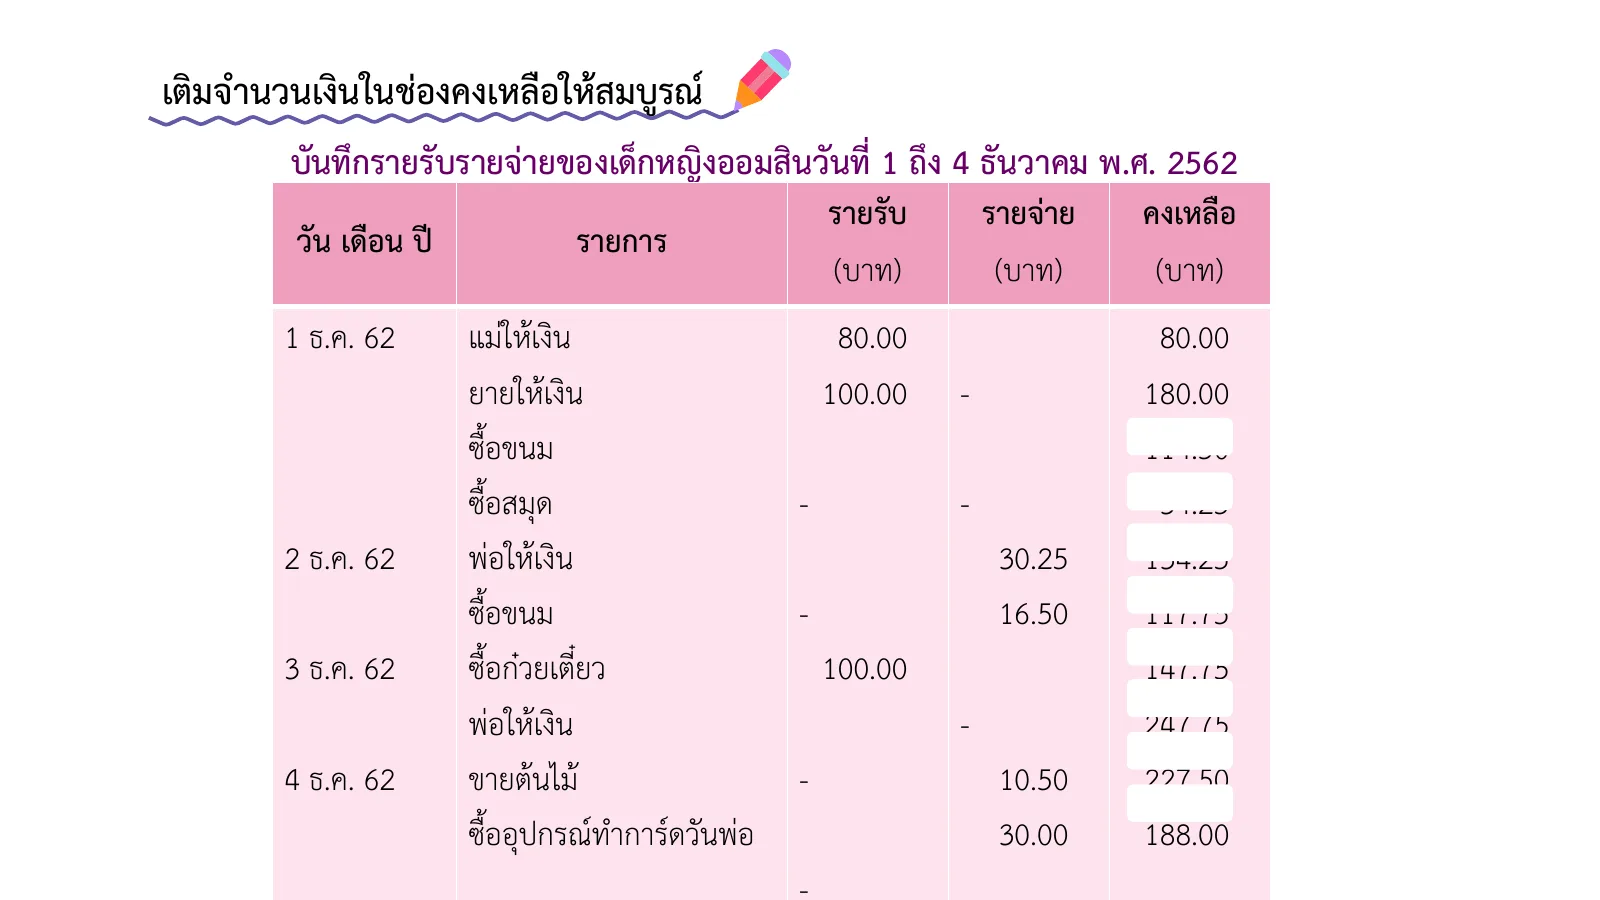 เติมจำนวนเงินในช่องคงเหลือให้สมบูรณ์
บันทึกรายรับรายจ่ายของเด็กหญิงออมสินวันที่ 1 ถึง 4 ธันวาคม พ.ศ. 2562
วัน เดือน ปี รายการ รายรับ (บาท) รายจ่าย (บาท) คงเหลือ (บาท)
1 ธ.ค. 62 แม่ให้เงิน 80.00 80.00
ยายให้เงิน 100.00 - 180.00
ซื้อขนม
ซื้อสมุด - -
2 ธ.ค. 62 พ่อให้เงิน 30.25
ซื้อขนม - 16.50 117.75
3 ธ.ค. 62 ซื้อก๋วยเตี๋ยว 100.00 147.75
พ่อให้เงิน - 247.75
4 ธ.ค. 62 ขายต้นไม้ - 10.50 227.50
ซื้ออุปกรณ์ทำการ์ดวันพ่อ 30.00 188.00
-